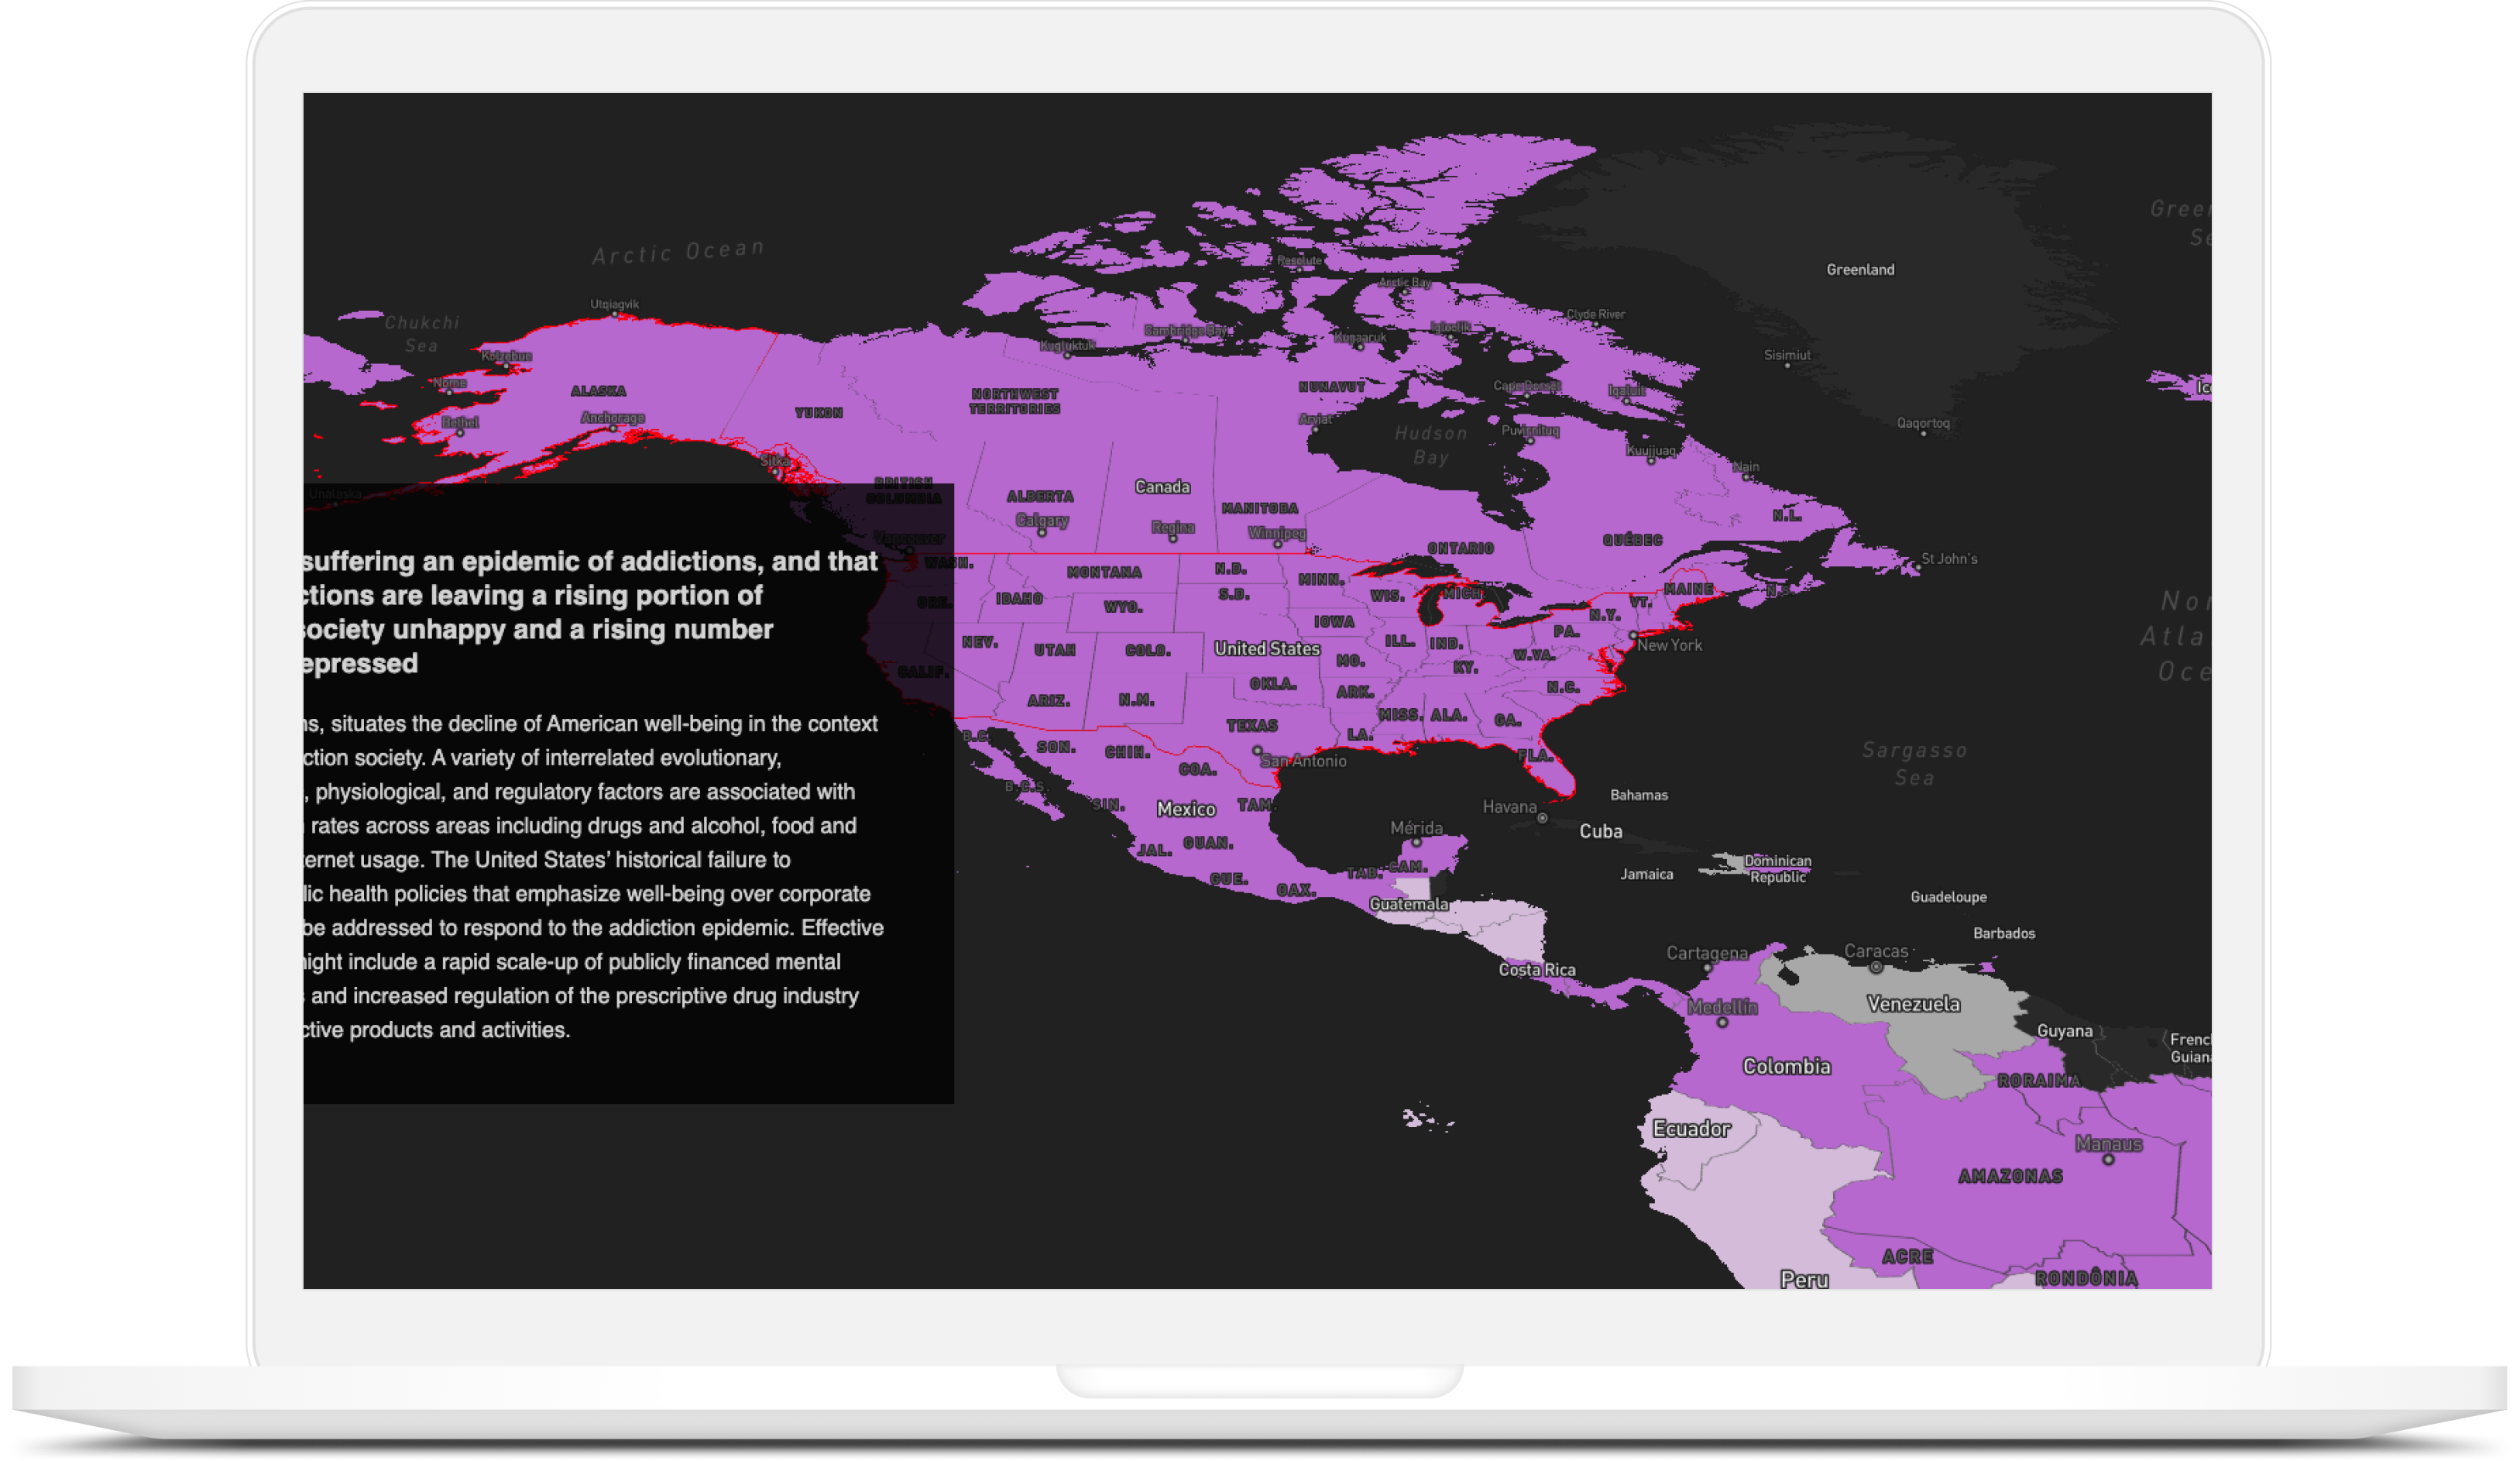 Arctic Ocean
Greenland
Utqiagvik
Chukchi
Sea
Kotzebue
Nome
Bethel
ALASKA
Anchorage
Sitka
Unalaska
YUKON
NORTHWEST
TERRITORIES
Resolute
Arctic Bay
Cambridge Bay
Kugluktuk
Kugaaruk
Igloolik
Clyde River
Sisimiut
NUNAVUT
Cape Dorset
Iqaluit
Arviat
Hudson
Bay
Puvirnituq
Kuujjuaq
Nain
Qaqortoq
BRITISH
COLUMBIA
Vancouver
ALBERTA
Calgary
Canada
Regina
MANITOBA
Winnipeg
ONTARIO
QUÉBEC
N.L.
St John's
N.S.
suffering an epidemic of addictions, and that
ctions are leaving a rising portion of
society unhappy and a rising number
epressed
ns, situates the decline of American well-being in the context
ction society. A variety of interrelated evolutionary,
, physiological, and regulatory factors are associated with
rates across areas including drugs and alcohol, food and
ernet usage. The United States' historical failure to
lic health policies that emphasize well-being over corporate
be addressed to respond to the addiction epidemic. Effective
might include a rapid scale-up of publicly financed mental
and increased regulation of the prescriptive drug industry
ctive products and activities.
WASH.
ORE.
CALIF.
MONTANA
IDAHO
WYO.
NEV.
UTAH
COLO.
ARIZ.
N.M.
N.D.
S.D.
MINN.
WIS.
MICH.
IOWA
ILL.
IND.
United States
MO.
KY.
OKLA.
ARK.
W.VA.
PA.
N.Y.
VT.
MAINE
New York
N.C.
TEXAS
LA.
MISS.
ALA.
GA.
FLA.
San Antonio
B.C.
SON.
CHIH.
COA.
B.C.S.
SIN.
Mexico
TAM.
JAL.
GUAN.
GUE.
OAX.
TAB.
CAM.
Mérida
Havana
Bahamas
Cuba
Jamaica
Dominican
Republic
Guadeloupe
Barbados
Sargasso
Sea
Nor
Atla
Oce
Green
Se
Ic
Guatemala
Costa Rica
Cartagena
Caracas
Medellín
Venezuela
Guyana
Frenc
Guian
Colombia
RORAIMA
Ecuador
Manaus
AMAZONAS
ACRE
RONDÔNIA
Peru